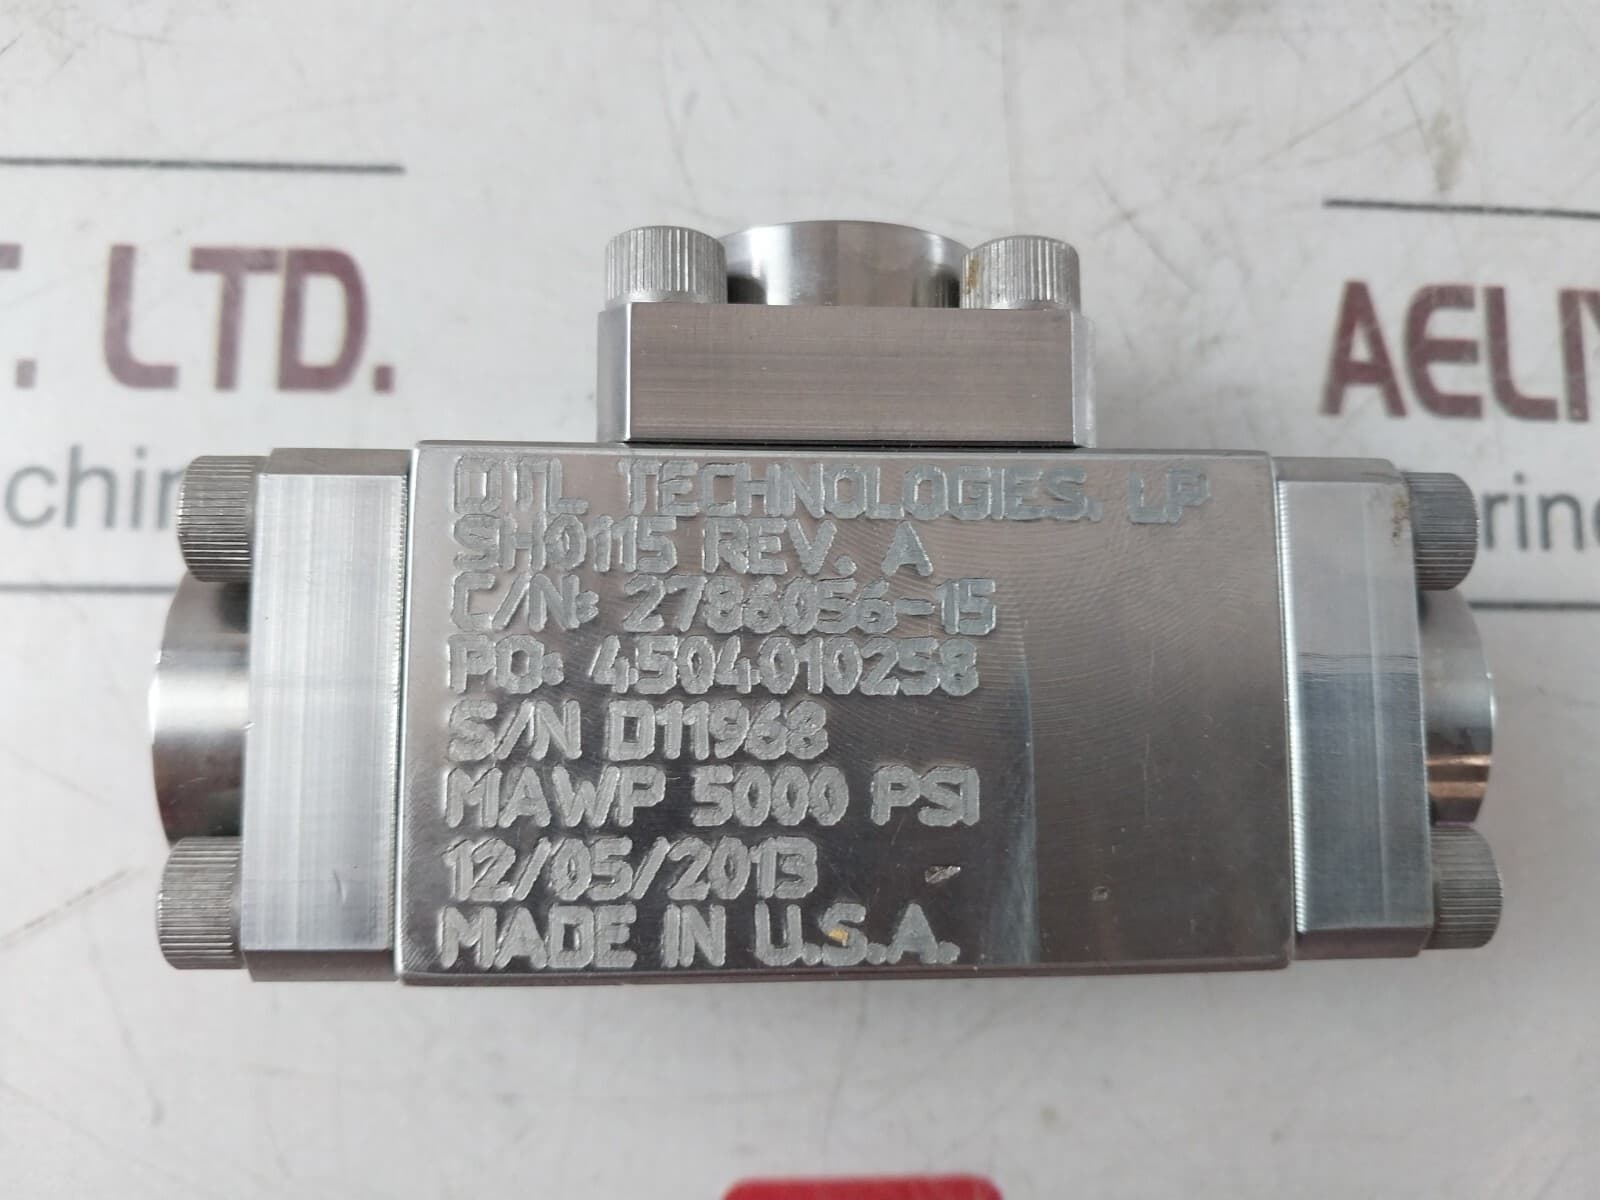 T. LTD.
AELIY
chin
rine
DTL TECHNOLOGIES, LP
SH0115 REV. A
C/N: 2786056-15
PO: 4504010258
S/N D11968
MAWP 5000 PSI
12/05/2013
MADE IN U.S.A.